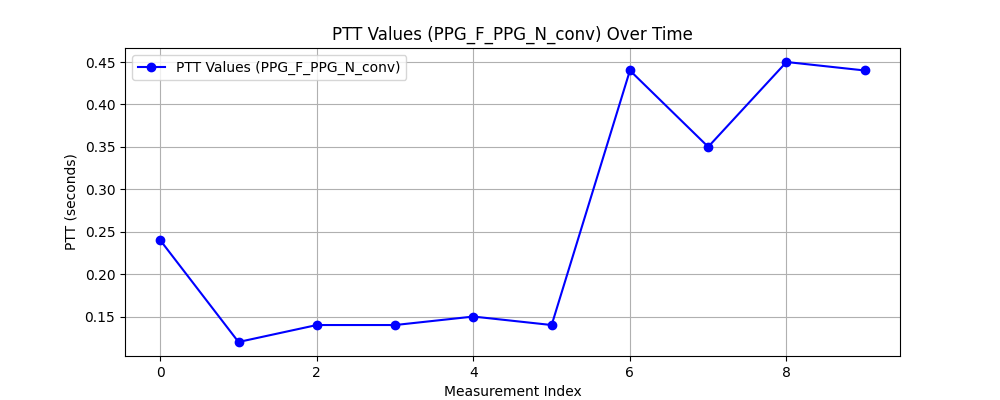 PTT Values (PPG_F_PPG_N_conv) Over Time
PTT Values (PPG_F_PPG_N_conv)
PTT (seconds)
0.45
0.40
0.35
0.30
0.25
0.20
0.15
0 2 4 6 8
Measurement Index